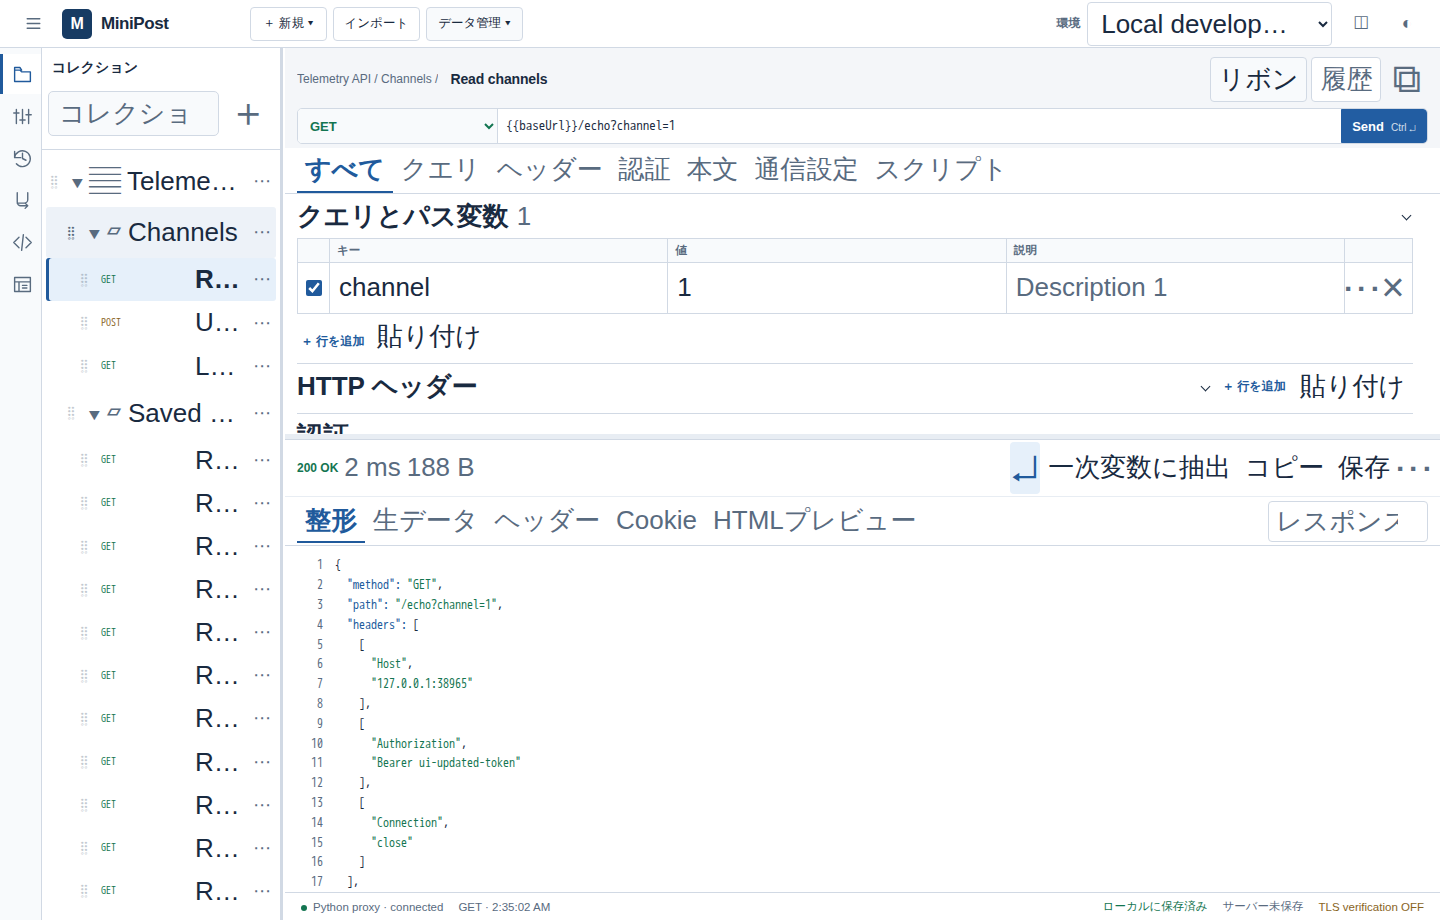 M MiniPost ＋ 新規 ▾ インポート データ管理 ▾ 環境 Local develop…
コレクション
コレクショ ＋
Teleme… ⋯
Channels ⋯
GET R… ⋯
POST U… ⋯
GET L… ⋯
Saved … ⋯
GET R… ⋯
GET R… ⋯
GET R… ⋯
GET R… ⋯
GET R… ⋯
GET R… ⋯
GET R… ⋯
GET R… ⋯
GET R… ⋯
GET R… ⋯
GET R… ⋯
Telemetry API / Channels / Read channels リボン 履歴
GET {{baseUrl}}/echo?channel=1 Send Ctrl
すべて クエリ ヘッダー 認証 本文 通信設定 スクリプト
クエリとパス変数 1
キー 値 説明
channel 1 Description 1 ⋯ ✕
＋ 行を追加 貼り付け
HTTP ヘッダー ＋ 行を追加 貼り付け
認証
200 OK 2 ms 188 B 一次変数に抽出 コピー 保存 ⋯
整形 生データ ヘッダー Cookie HTMLプレビュー レスポンス
1 {
2 "method": "GET",
3 "path": "/echo?channel=1",
4 "headers": [
5 [
6 "Host",
7 "127.0.0.1:38965"
8 ],
9 [
10 "Authorization",
11 "Bearer ui-updated-token"
12 ],
13 [
14 "Connection",
15 "close"
16 ]
17 ],
Python proxy · connected GET · 2:35:02 AM ローカルに保存済み サーバー未保存 TLS verification OFF